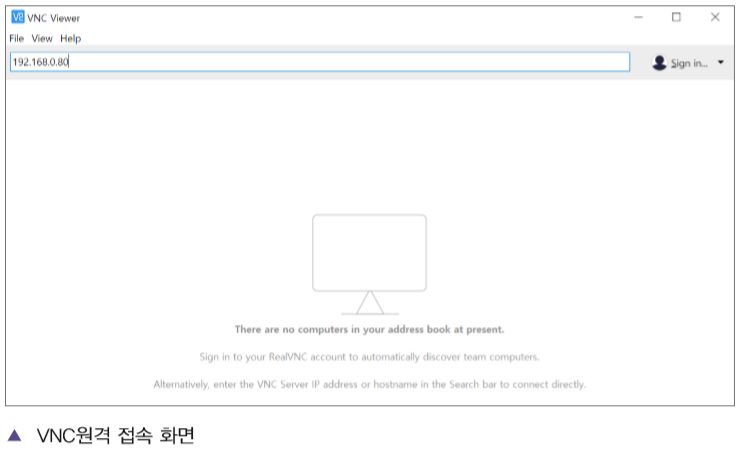 VNC Viewer
File View Help
192.168.0.80
Sign in...
There are no computers in your address book at present.
Sign in to your RealVNC account to automatically discover team computers.
Alternatively, enter the VNC Server IP address or hostname in the Search bar to connect directly.
▲ VNC원격 접속 화면